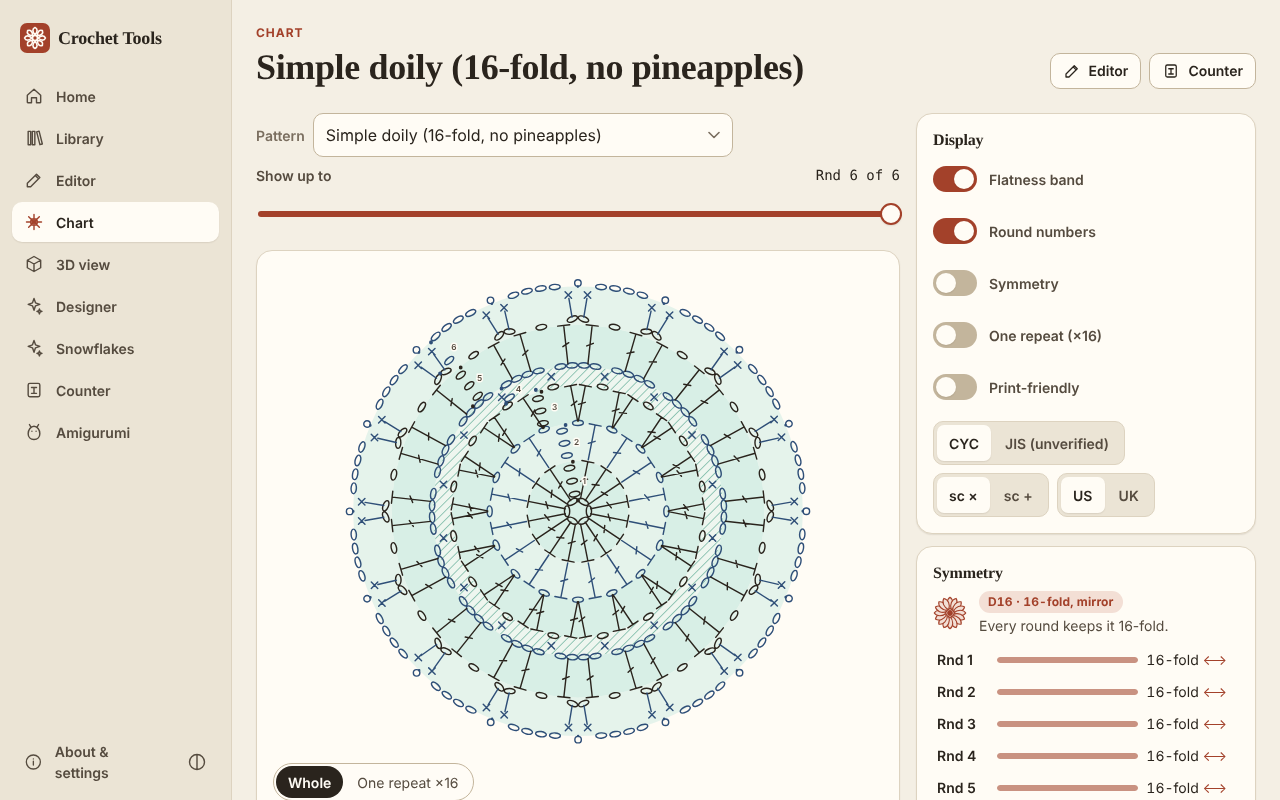 Crochet Tools
Home
Library
Editor
Chart
3D view
Designer
Snowflakes
Counter
Amigurumi
About & settings
CHART
Simple doily (16-fold, no pineapples)
Editor
Counter
Pattern
Simple doily (16-fold, no pineapples)
Show up to
Rnd 6 of 6
6
5
4
3
2
1
Whole
One repeat ×16
Display
Flatness band
Round numbers
Symmetry
One repeat (×16)
Print-friendly
CYC
JIS (unverified)
sc ×
sc +
US
UK
Symmetry
D16 · 16-fold, mirror
Every round keeps it 16-fold.
Rnd 1
16-fold
Rnd 2
16-fold
Rnd 3
16-fold
Rnd 4
16-fold
Rnd 5
16-fold